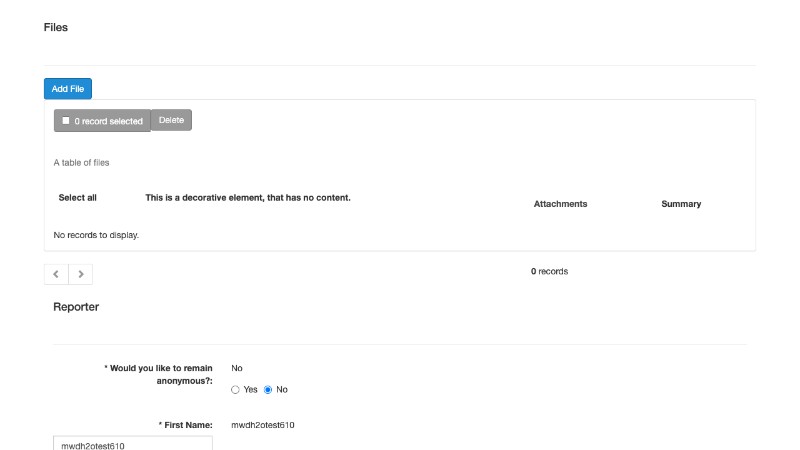 Files
Add File
0 record selected Delete
A table of files
Select all This is a decorative element, that has no content. Attachments Summary
No records to display.
0 records
Reporter
* Would you like to remain anonymous?: No
Yes No
* First Name: mwdh2otest610
mwdh2otest610